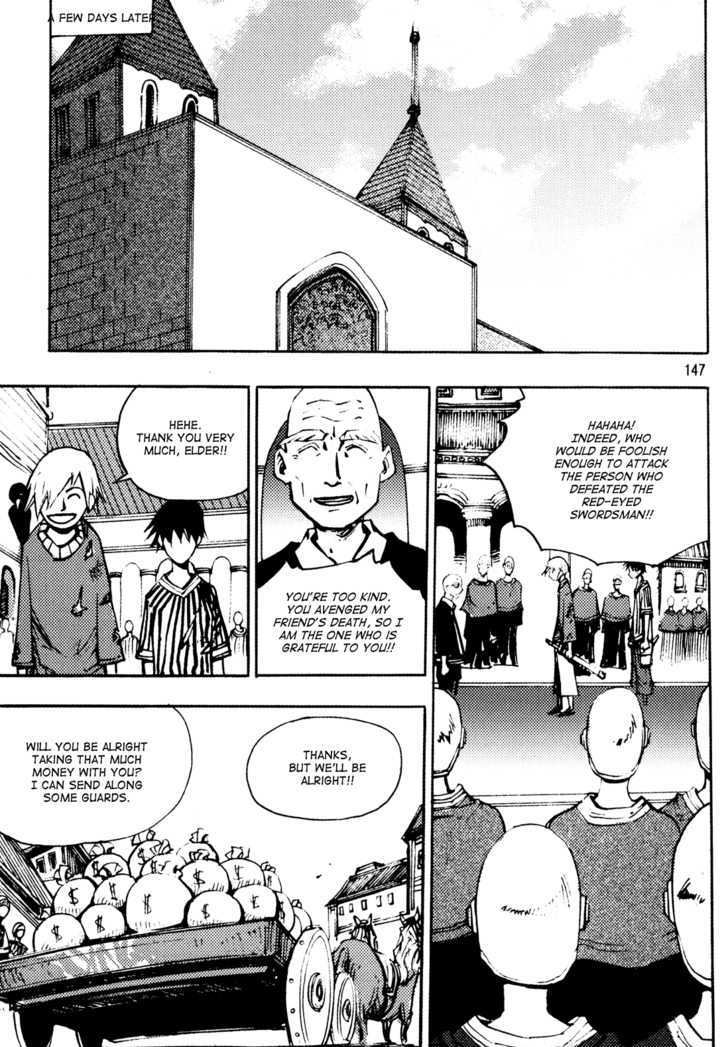 A FEW DAYS LATER
147
HEHE.
THANK YOU VERY
MUCH, ELDER!!
YOU'RE TOO KIND.
YOU AVENGED MY
FRIEND'S DEATH, SO I
AM THE ONE WHO IS
GRATEFUL TO YOU!!
WILL YOU BE ALRIGHT
TAKING THAT MUCH
MONEY WITH YOU?
I CAN SEND ALONG
SOME GUARDS.
THANKS,
BUT WE'LL BE
ALRIGHT!!
HAHAHA!
INDEED, WHO
WOULD BE FOOLISH
ENOUGH TO ATTACK
THE PERSON WHO
DEFEATED THE
RED-EYED
SWORDSMAN!!